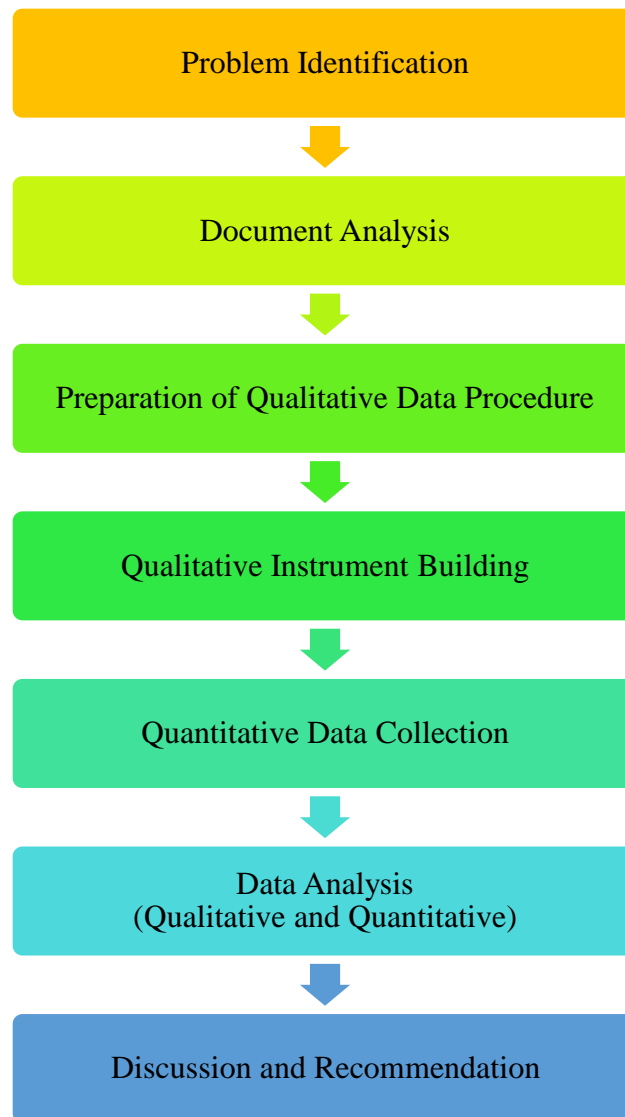 Problem Identification
Document Analysis
Preparation of Qualitative Data Procedure
Qualitative Instrument Building
Quantitative Data Collection
Data Analysis
(Qualitative and Quantitative)
Discussion and Recommendation